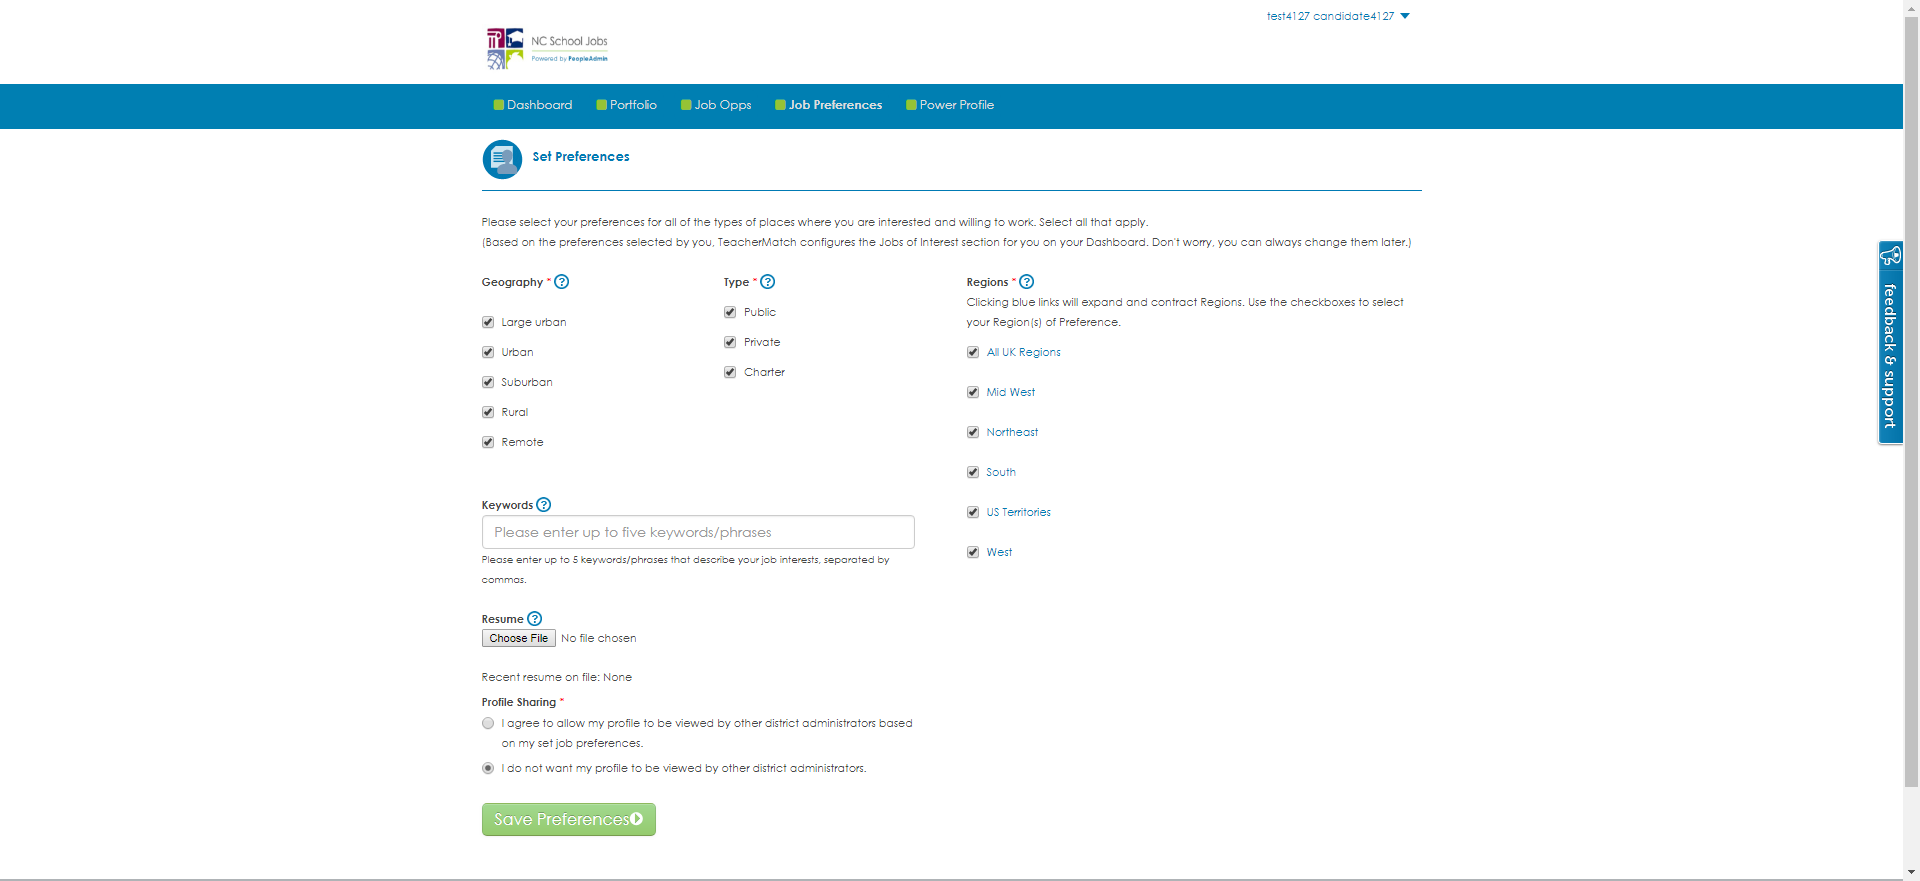 test4127 candidate4127
NC School Jobs
Powered by PeopleAdmin
Dashboard
Portfolio
Job Opps
Job Preferences
Power Profile
Set Preferences
Please select your preferences for all of the types of places where you are interested and willing to work. Select all that apply.
(Based on the preferences selected by you, TeacherMatch configures the Jobs of Interest section for you on your Dashboard. Don't worry, you can always change them later.)
Geography * ?
Large urban
Urban
Suburban
Rural
Remote
Type * ?
Public
Private
Charter
Regions * ?
Clicking blue links will expand and contract Regions. Use the checkboxes to select
your Region(s) of Preference.
All UK Regions
Mid West
Northeast
South
US Territories
West
Keywords ?
Please enter up to five keywords/phrases
Please enter up to 5 keywords/phrases that describe your job interests, separated by
commas.
Resume ?
Choose File No file chosen
Recent resume on file: None
Profile Sharing *
I agree to allow my profile to be viewed by other district administrators based
on my set job preferences.
I do not want my profile to be viewed by other district administrators.
Save Preferences
feedback & support